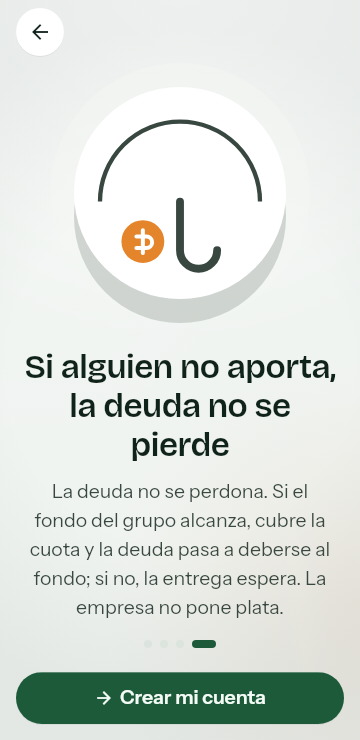 Si alguien no aporta,
la deuda no se
pierde
La deuda no se perdona. Si el
fondo del grupo alcanza, cubre la
cuota y la deuda pasa a deberse al
fondo; si no, la entrega espera. La
empresa no pone plata.
Crear mi cuenta